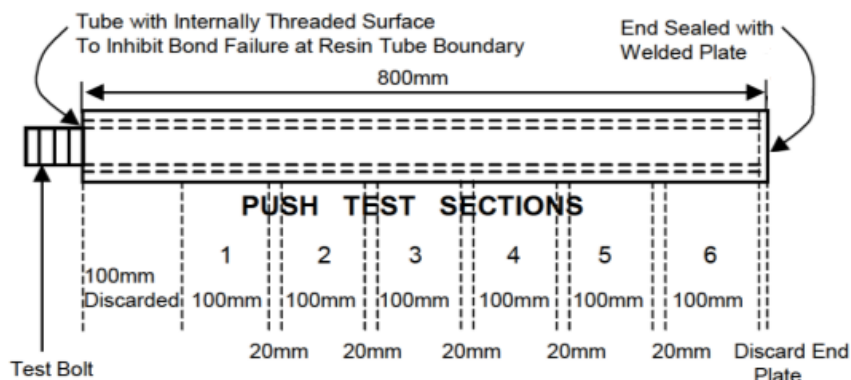 Tube with Internally Threaded Surface
To Inhibit Bond Failure at Resin Tube Boundary
End Sealed with
Welded Plate
800mm
PUSH TEST SECTIONS
1 2 3 4 5 6
100mm
Discarded 100mm 100mm 100mm 100mm 100mm 100mm
20mm 20mm 20mm 20mm 20mm Discard End
Plate
Test Bolt